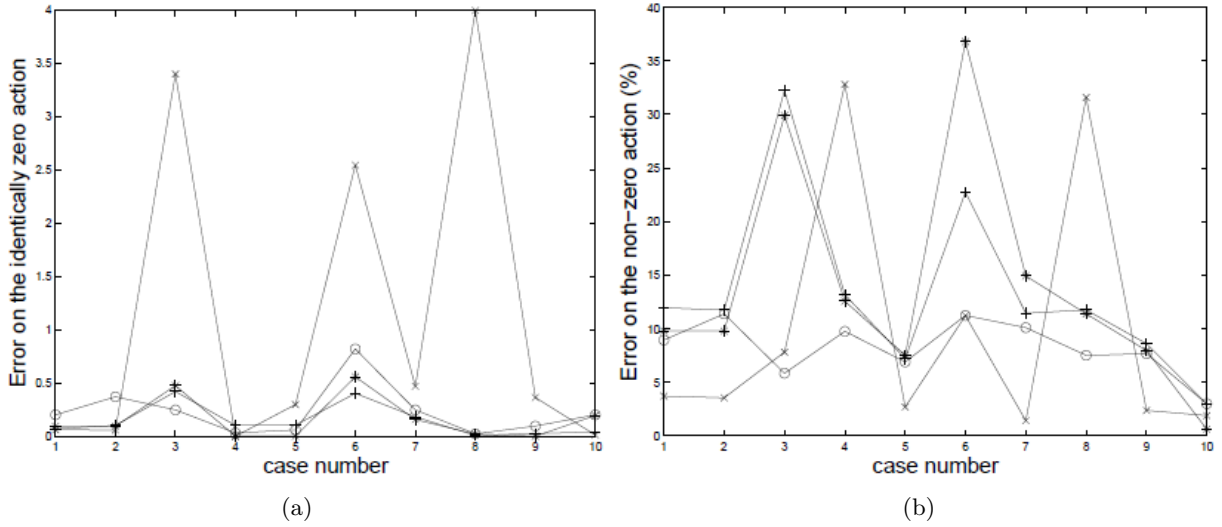 4
3.5
3
2.5
2
1.5
1
0.5
0
1 2 3 4 5 6 7 8 9 10
Error on the identically zero action
case number
(a)
40
35
30
25
20
15
10
5
0
1 2 3 4 5 6 7 8 9 10
Error on the non-zero action (%)
case number
(b)